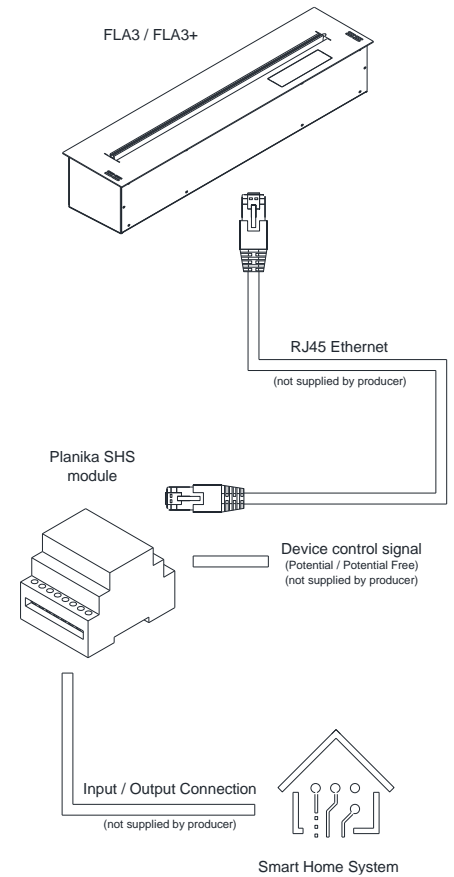 FLA3 / FLA3+
RJ45 Ethernet
(not supplied by producer)
Planika SHS
module
Device control signal
(Potential / Potential Free)
(not supplied by producer)
Input / Output Connection
(not supplied by producer)
Smart Home System